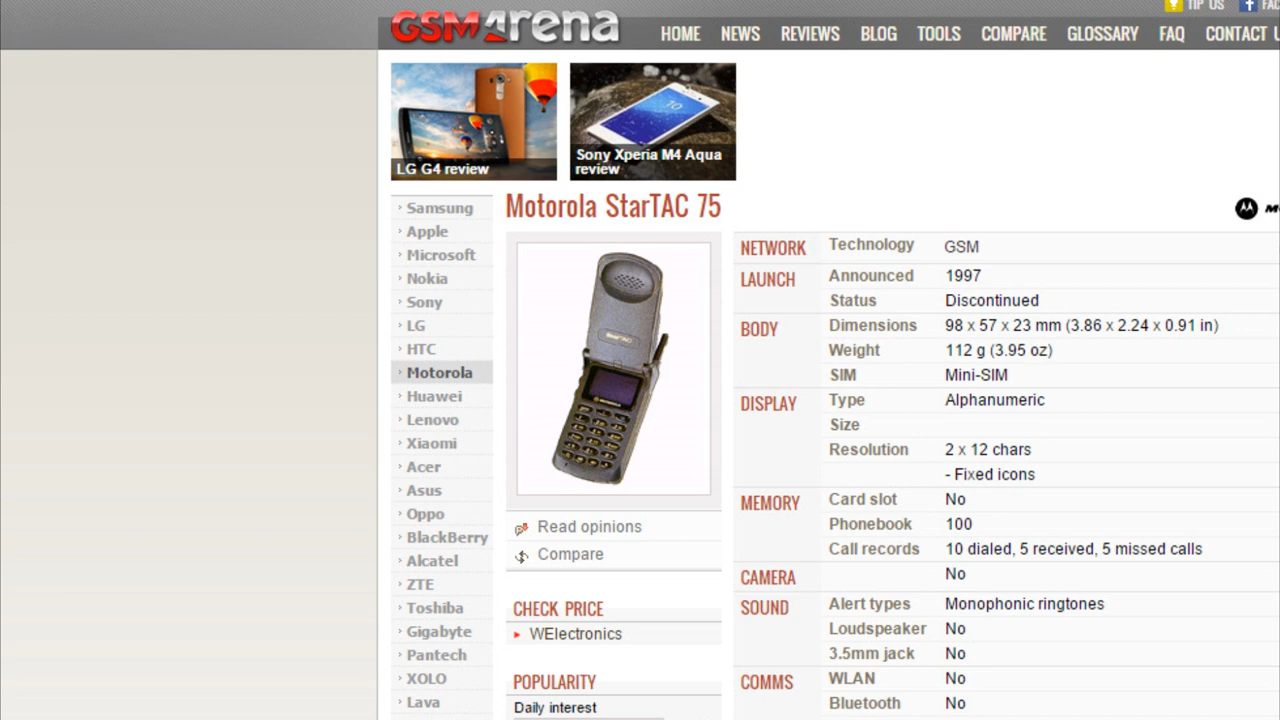 TIP US
GSMArena
HOME NEWS REVIEWS BLOG TOOLS COMPARE GLOSSARY FAQ CONTACT
LG G4 review
Sony Xperia M4 Aqua
review
Samsung
Apple
Microsoft
Nokia
Sony
LG
HTC
Motorola
Huawei
Lenovo
Xiaomi
Acer
Asus
Oppo
BlackBerry
Alcatel
ZTE
Toshiba
Gigabyte
Pantech
XOLO
Lava
Motorola StarTAC 75
Read opinions
Compare
CHECK PRICE
WElectronics
POPULARITY
Daily interest
NETWORK Technology GSM
LAUNCH Announced 1997
Status Discontinued
BODY Dimensions 98 x 57 x 23 mm (3.86 x 2.24 x 0.91 in)
Weight 112 g (3.95 oz)
SIM Mini-SIM
DISPLAY Type Alphanumeric
Size
Resolution 2 x 12 chars
- Fixed icons
MEMORY Card slot No
Phonebook 100
Call records 10 dialed, 5 received, 5 missed calls
CAMERA No
SOUND Alert types Monophonic ringtones
Loudspeaker No
3.5mm jack No
COMMS WLAN No
Bluetooth No